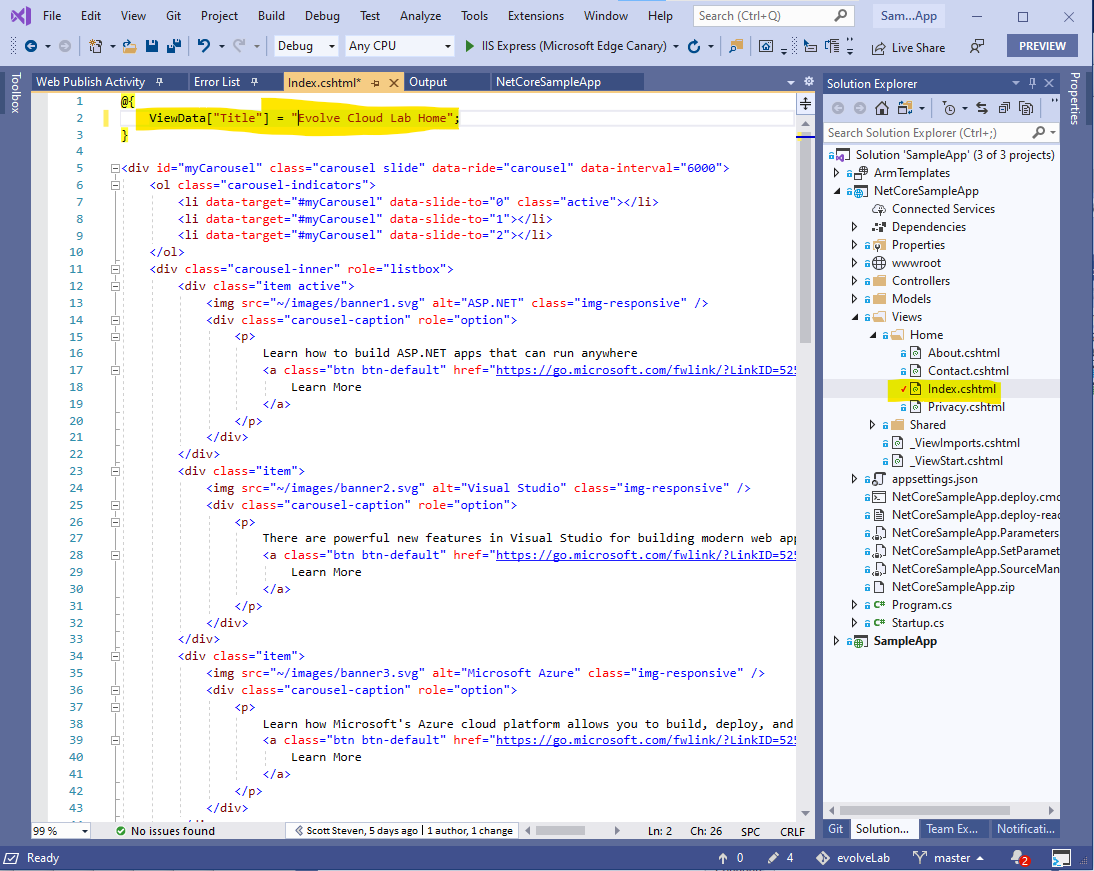 File Edit View Git Project Build Debug Test Analyze Tools Extensions Window Help Search (Ctrl+Q) Sam...App
Debug Any CPU IIS Express (Microsoft Edge Canary) Live Share PREVIEW
Toolbox
Web Publish Activity Error List Index.cshtml* Output NetCoreSampleApp
1 @{
2 ViewData["Title"] = "Evolve Cloud Lab Home";
3 }
4
5 <div id="myCarousel" class="carousel slide" data-ride="carousel" data-interval="6000">
6 <ol class="carousel-indicators">
7 <li data-target="#myCarousel" data-slide-to="0" class="active"></li>
8 <li data-target="#myCarousel" data-slide-to="1"></li>
9 <li data-target="#myCarousel" data-slide-to="2"></li>
10 </ol>
11 <div class="carousel-inner" role="listbox">
12 <div class="item active">
13 <img src="~/images/banner1.svg" alt="ASP.NET" class="img-responsive" />
14 <div class="carousel-caption" role="option">
15 <p>
16 Learn how to build ASP.NET apps that can run anywhere
17 <a class="btn btn-default" href="https://go.microsoft.com/fwlink/?LinkID=525
18 Learn More
19 </a>
20 </p>
21 </div>
22 </div>
23 <div class="item">
24 <img src="~/images/banner2.svg" alt="Visual Studio" class="img-responsive" />
25 <div class="carousel-caption" role="option">
26 <p>
27 There are powerful new features in Visual Studio for building modern web app
28 <a class="btn btn-default" href="https://go.microsoft.com/fwlink/?LinkID=525
29 Learn More
30 </a>
31 </p>
32 </div>
33 </div>
34 <div class="item">
35 <img src="~/images/banner3.svg" alt="Microsoft Azure" class="img-responsive" />
36 <div class="carousel-caption" role="option">
37 <p>
38 Learn how Microsoft's Azure cloud platform allows you to build, deploy, and
39 <a class="btn btn-default" href="https://go.microsoft.com/fwlink/?LinkID=525
40 Learn More
41 </a>
42 </p>
43 </div>
99 % No issues found Scott Steven, 5 days ago | 1 author, 1 change Ln: 2 Ch: 26 SPC CRLF
Solution Explorer
Search Solution Explorer (Ctrl+;)
Solution 'SampleApp' (3 of 3 projects)
ArmTemplates
NetCoreSampleApp
Connected Services
Dependencies
Properties
wwwroot
Controllers
Models
Views
Home
About.cshtml
Contact.cshtml
Index.cshtml
Privacy.cshtml
Shared
_ViewImports.cshtml
_ViewStart.cshtml
appsettings.json
NetCoreSampleApp.deploy.cmd
NetCoreSampleApp.deploy-read
NetCoreSampleApp.Parameters
NetCoreSampleApp.SetParamet
NetCoreSampleApp.SourceMan
NetCoreSampleApp.zip
C# Program.cs
C# Startup.cs
SampleApp
Git Solution... Team Ex... Notificati...
Properties
Ready 0 4 evolveLab master 2